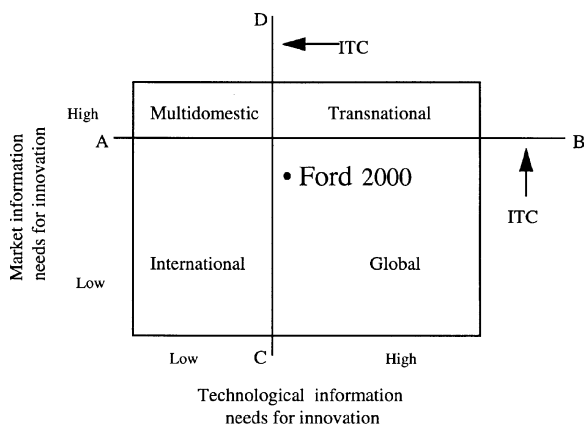 D
ITC
High
Multidomestic
Transnational
A
B
• Ford 2000
ITC
Market information
needs for innovation
International
Global
Low
Low
C
High
Technological information
needs for innovation